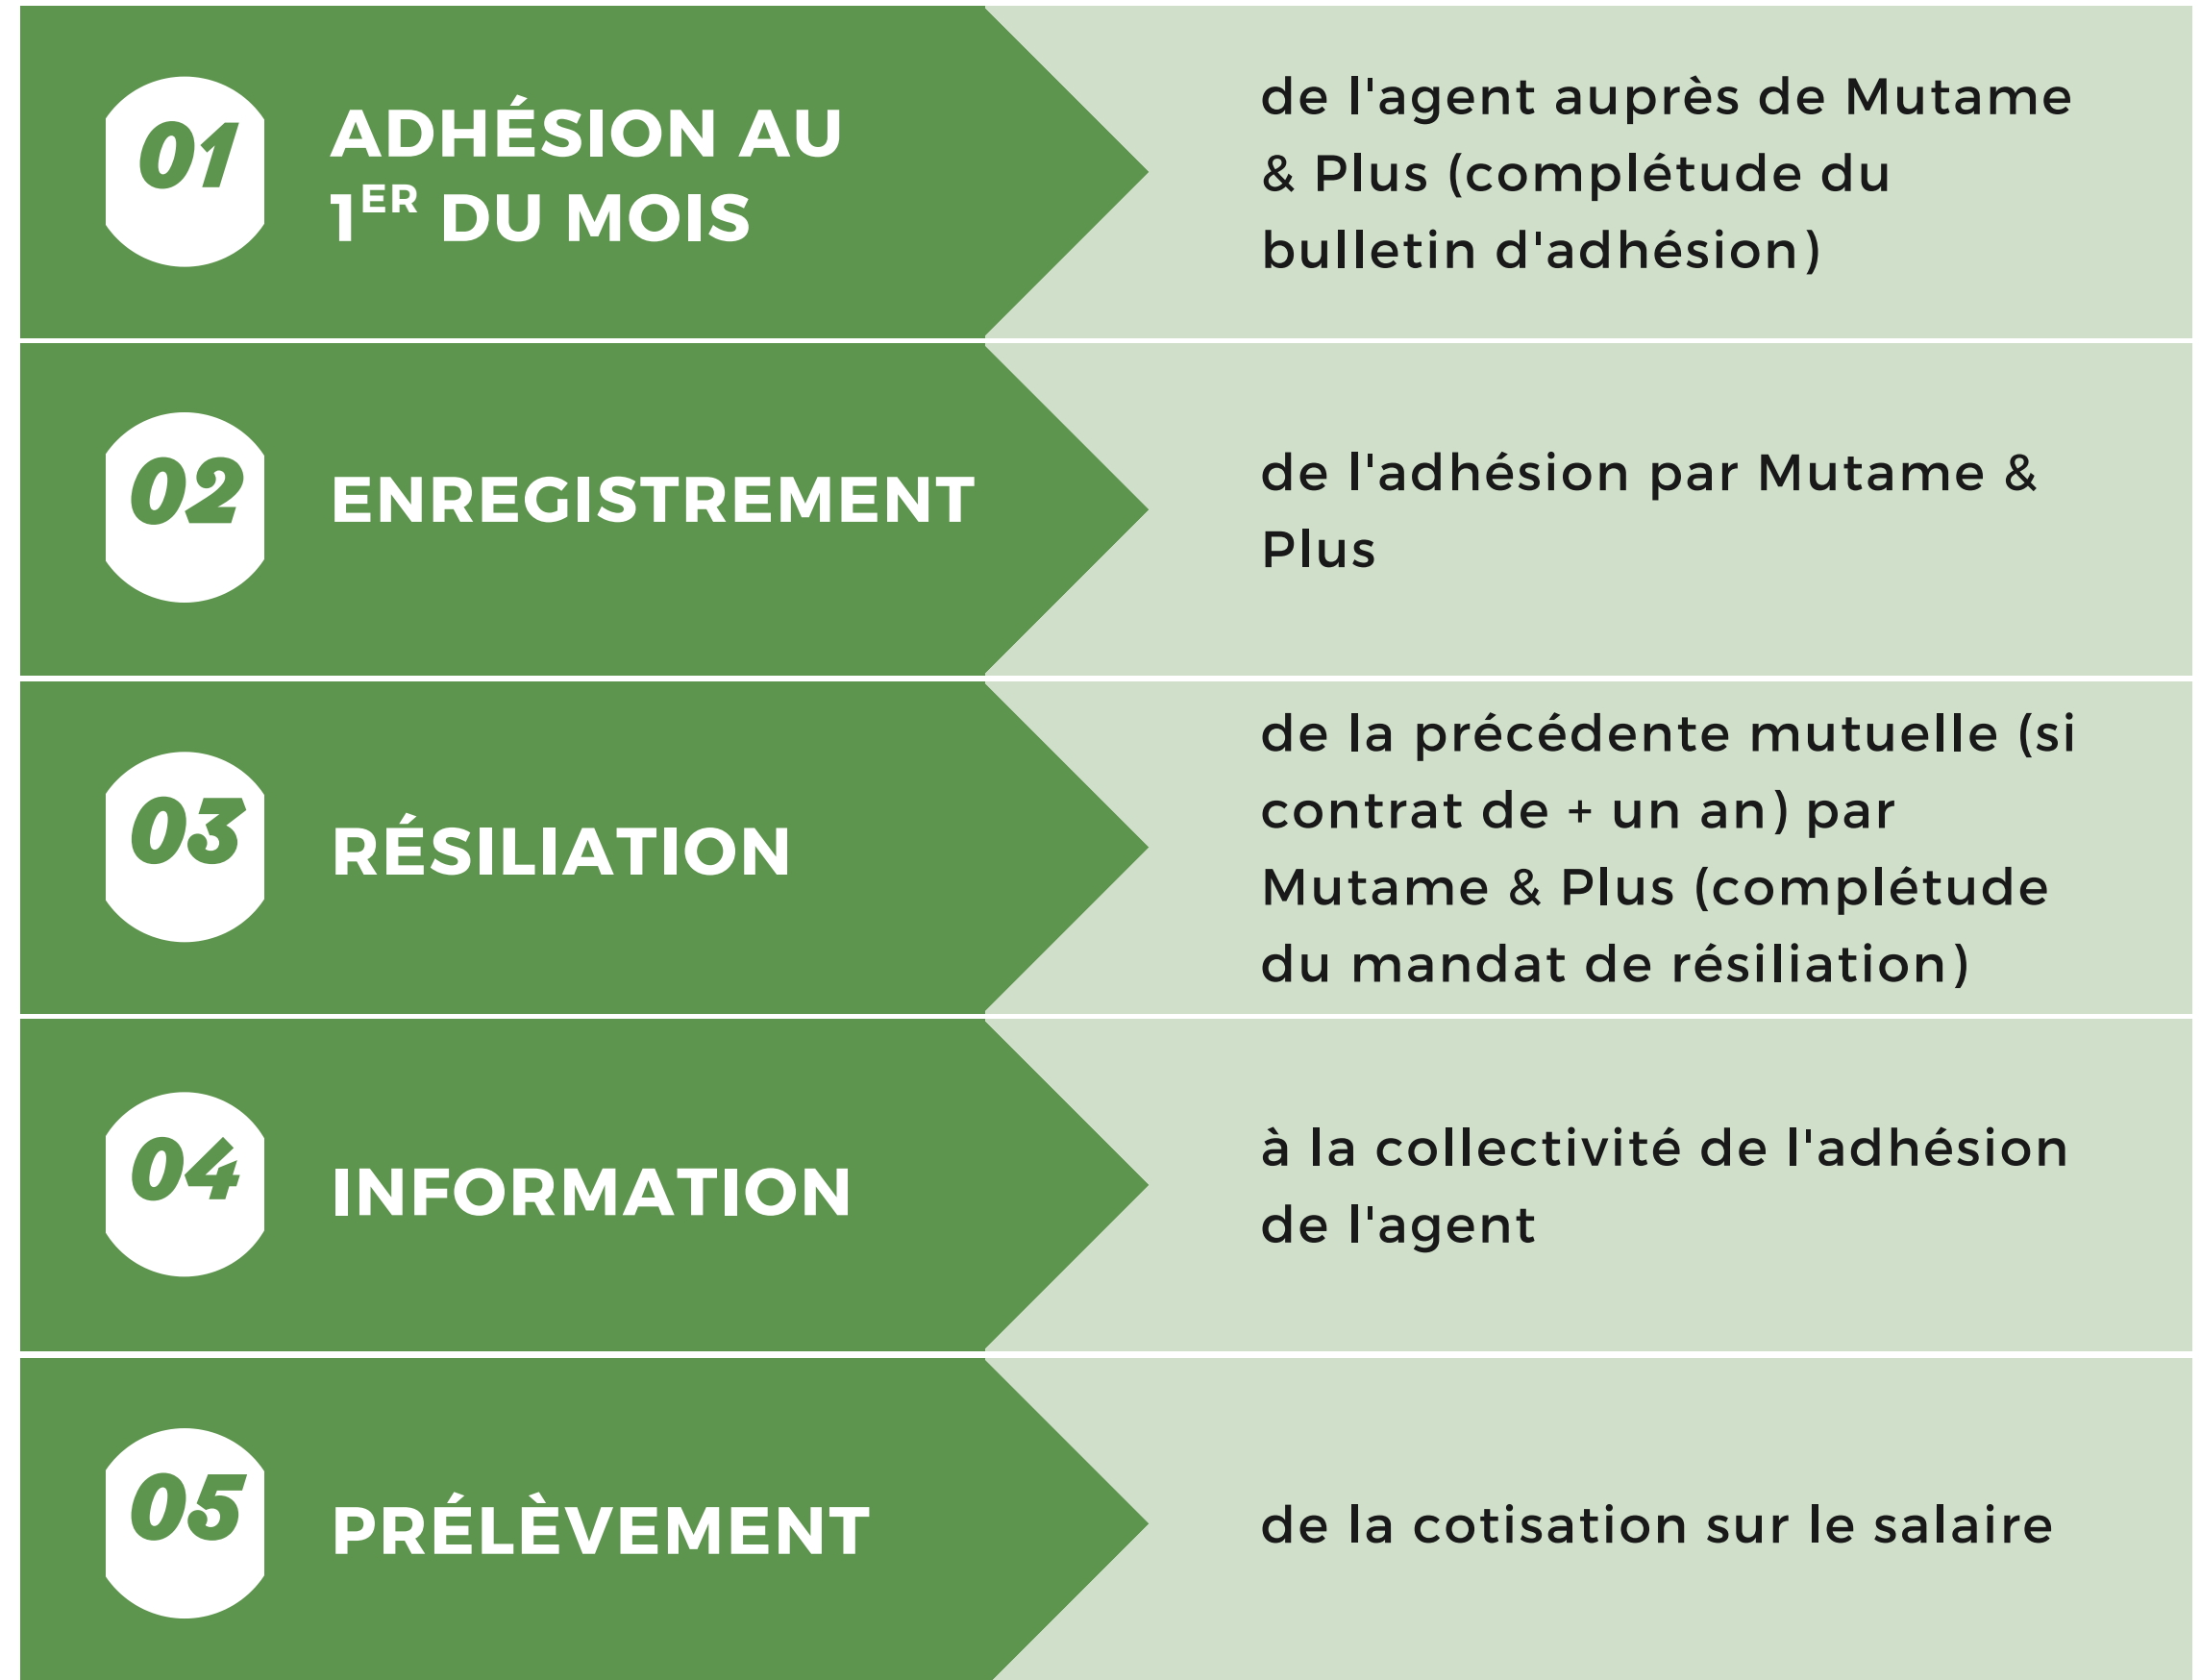 01
ADHÉSION AU
1ER DU MOIS
de l'agent auprès de Mutame
& Plus (complétude du
bulletin d'adhésion)
02
ENREGISTREMENT
de l'adhésion par Mutame &
Plus
03
RÉSILIATION
de la précédente mutuelle (si
contrat de + un an) par
Mutame & Plus (complétude
du mandat de résiliation)
04
INFORMATION
à la collectivité de l'adhésion
de l'agent
05
PRÉLÈVEMENT
de la cotisation sur le salaire